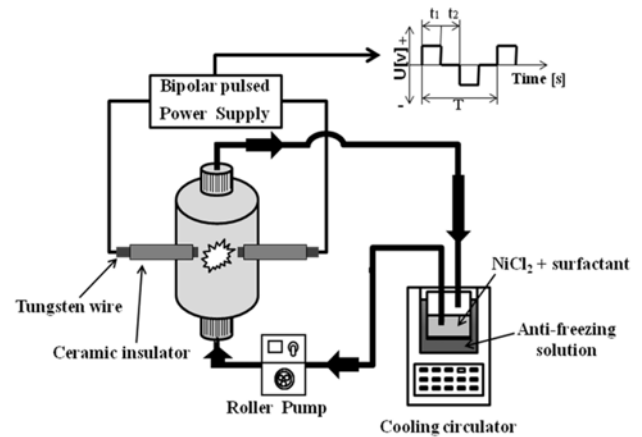 t₁ t₂
U[v]
+
-
Time [s]
T
Bipolar pulsed
Power Supply
NiCl₂ + surfactant
Anti-freezing
solution
Tungsten wire
Ceramic insulator
Roller Pump
Cooling circulator